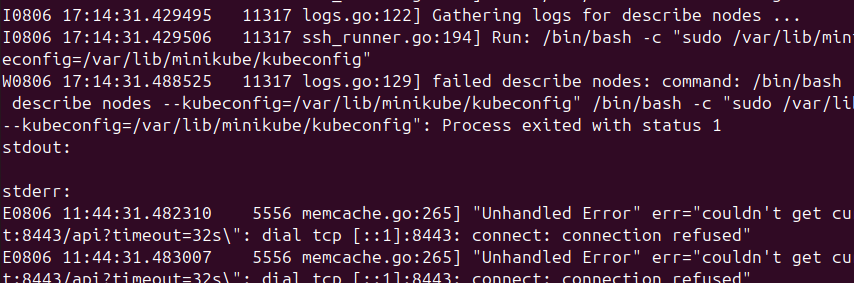 I0806 17:14:31.429495   11317 logs.go:122] Gathering logs for describe nodes ...
I0806 17:14:31.429506   11317 ssh_runner.go:194] Run: /bin/bash -c "sudo /var/lib/min
econfig=/var/lib/minikube/kubeconfig"
W0806 17:14:31.488525   11317 logs.go:129] failed describe nodes: command: /bin/bash
 describe nodes --kubeconfig=/var/lib/minikube/kubeconfig" /bin/bash -c "sudo /var/li
--kubeconfig=/var/lib/minikube/kubeconfig": Process exited with status 1
stdout:

stderr:
E0806 11:44:31.482310    5556 memcache.go:265] "Unhandled Error" err="couldn't get cu
t:8443/api?timeout=32s\": dial tcp [::1]:8443: connect: connection refused"
E0806 11:44:31.483007    5556 memcache.go:265] "Unhandled Error" err="couldn't get cu
t:8443/api?timeout=32s\": dial tcp [::1]:8443: connect: connection refused"